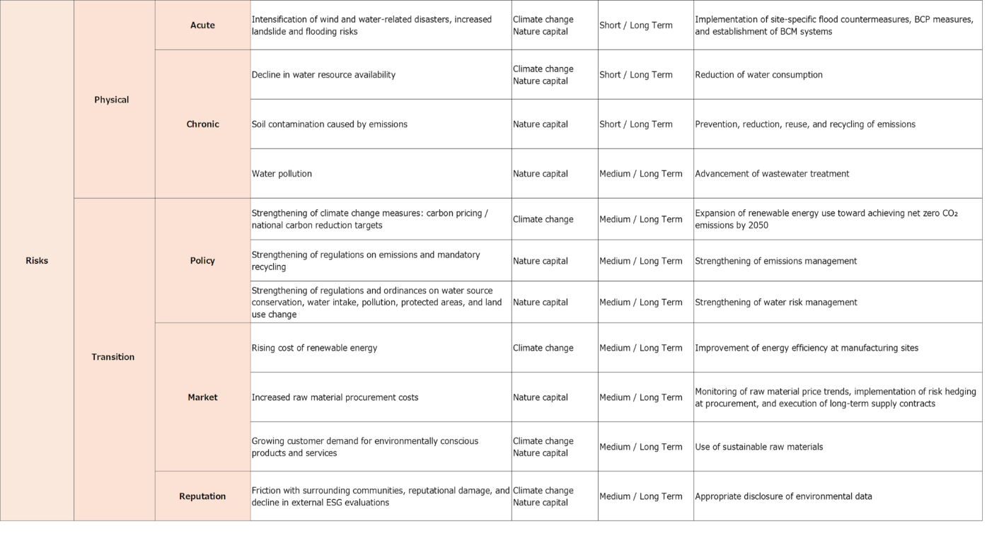 Risks
Physical
Acute
Intensification of wind and water-related disasters, increased
landslide and flooding risks
Climate change
Nature capital
Short / Long Term
Implementation of site-specific flood countermeasures, BCP measures,
and establishment of BCM systems
Chronic
Decline in water resource availability
Climate change
Nature capital
Short / Long Term
Reduction of water consumption
Soil contamination caused by emissions
Nature capital
Short / Long Term
Prevention, reduction, reuse, and recycling of emissions
Water pollution
Nature capital
Medium / Long Term
Advancement of wastewater treatment
Transition
Policy
Strengthening of climate change measures: carbon pricing /
national carbon reduction targets
Climate change
Medium / Long Term
Expansion of renewable energy use toward achieving net zero CO₂
emissions by 2050
Strengthening of regulations on emissions and mandatory
recycling
Nature capital
Medium / Long Term
Strengthening of emissions management
Strengthening of regulations and ordinances on water source
conservation, water intake, pollution, protected areas, and land
use change
Nature capital
Medium / Long Term
Strengthening of water risk management
Market
Rising cost of renewable energy
Climate change
Medium / Long Term
Improvement of energy efficiency at manufacturing sites
Increased raw material procurement costs
Nature capital
Medium / Long Term
Monitoring of raw material price trends, implementation of risk hedging
at procurement, and execution of long-term supply contracts
Growing customer demand for environmentally conscious
products and services
Climate change
Nature capital
Medium / Long Term
Use of sustainable raw materials
Reputation
Friction with surrounding communities, reputational damage, and
decline in external ESG evaluations
Climate change
Nature capital
Medium / Long Term
Appropriate disclosure of environmental data